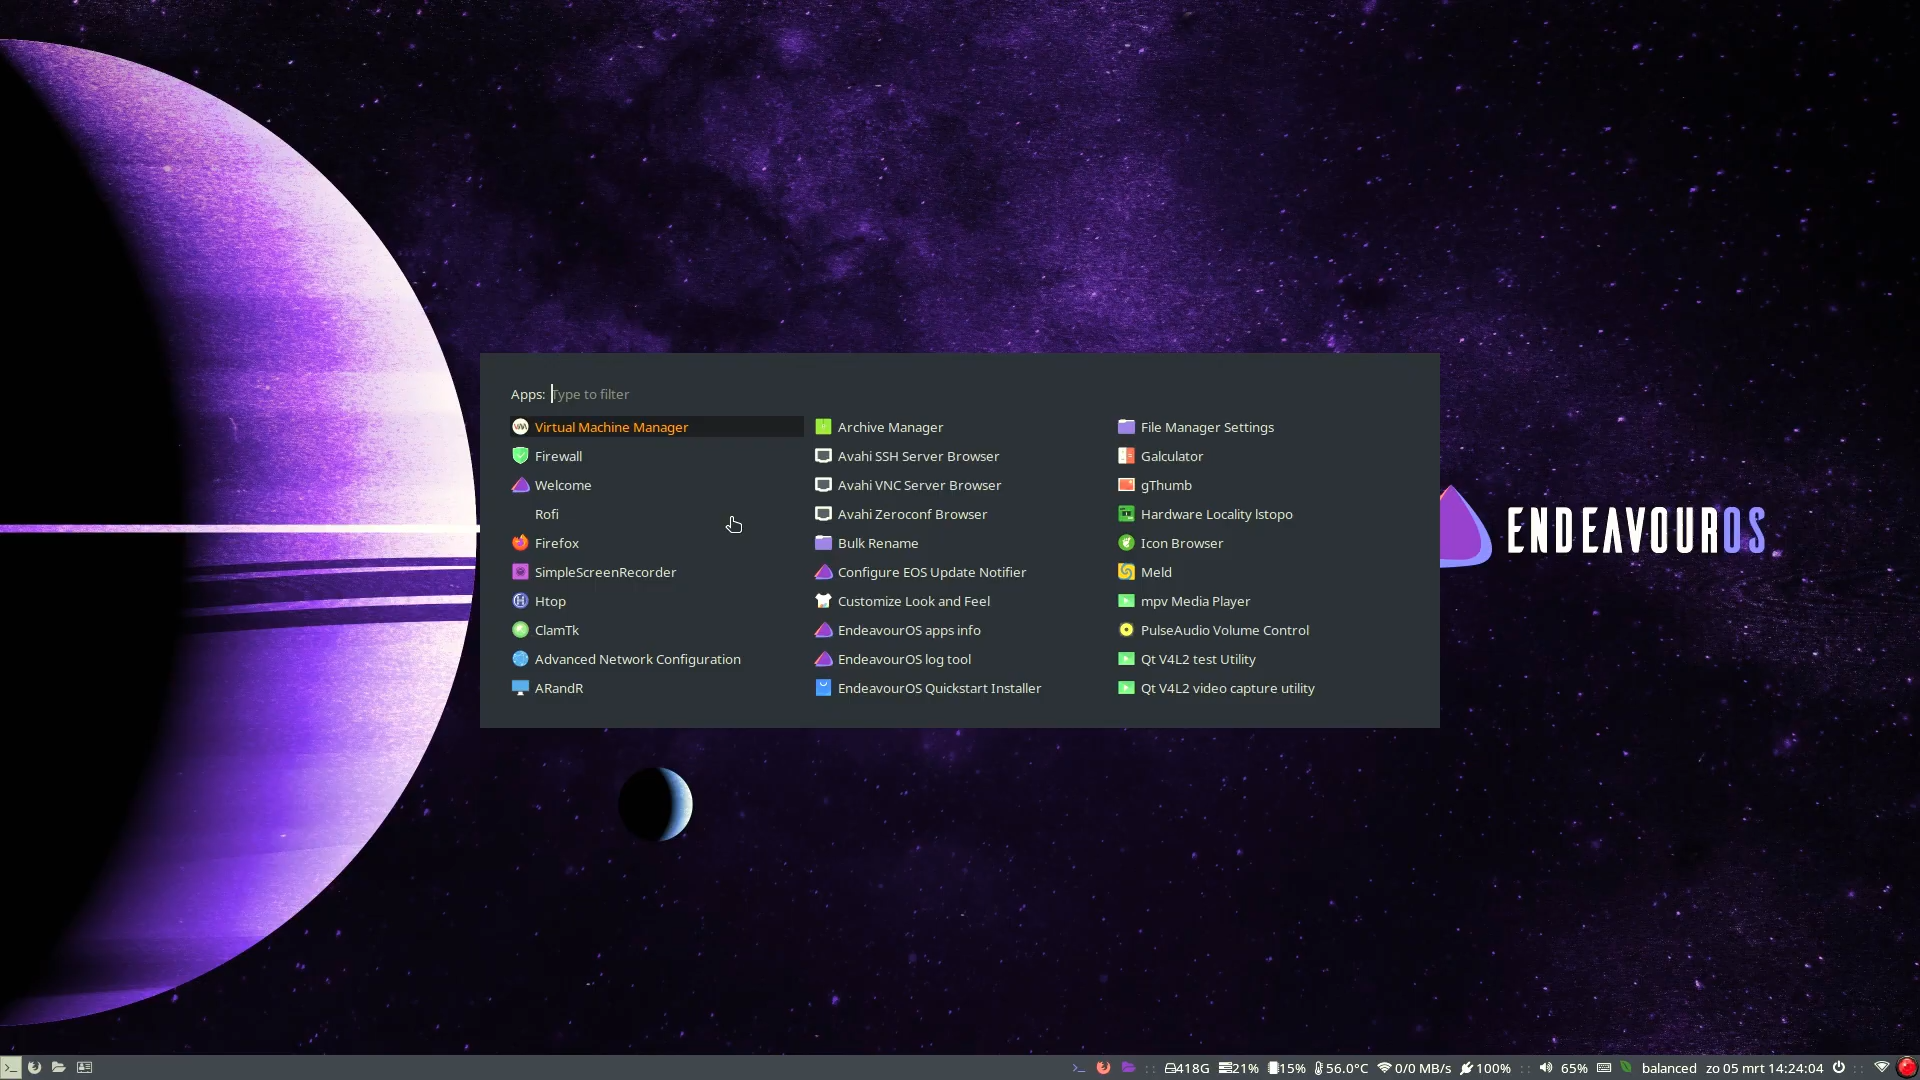 Apps: Type to filter
Virtual Machine Manager
Firewall
Welcome
Rofi
Firefox
SimpleScreenRecorder
Htop
ClamTk
Advanced Network Configuration
ARandR
Archive Manager
Avahi SSH Server Browser
Avahi VNC Server Browser
Avahi Zeroconf Browser
Bulk Rename
Configure EOS Update Notifier
Customize Look and Feel
EndeavourOS apps info
EndeavourOS log tool
EndeavourOS Quickstart Installer
File Manager Settings
Galculator
gThumb
Hardware Locality lstopo
Icon Browser
Meld
mpv Media Player
PulseAudio Volume Control
Qt V4L2 test Utility
Qt V4L2 video capture utility
ENDEAVOUROS
418G 21% 15% 56.0°C 0/0 MB/s 100% 65% balanced zo 05 mrt 14:24:04